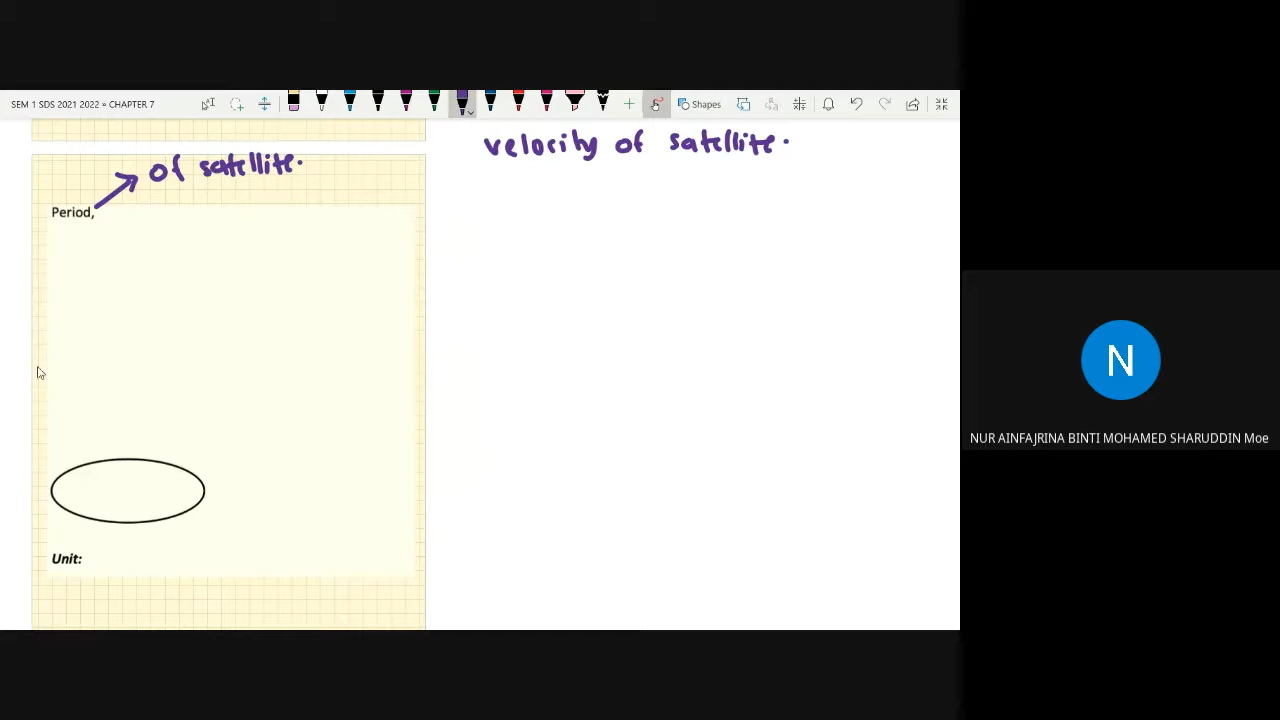 SEM 1 SDS 2021 2022 » CHAPTER 7
Shapes
velocity of satellite.
of satellite.
Period,
Unit:
N
NUR AINFAJRINA BINTI MOHAMED SHARUDDIN Moe